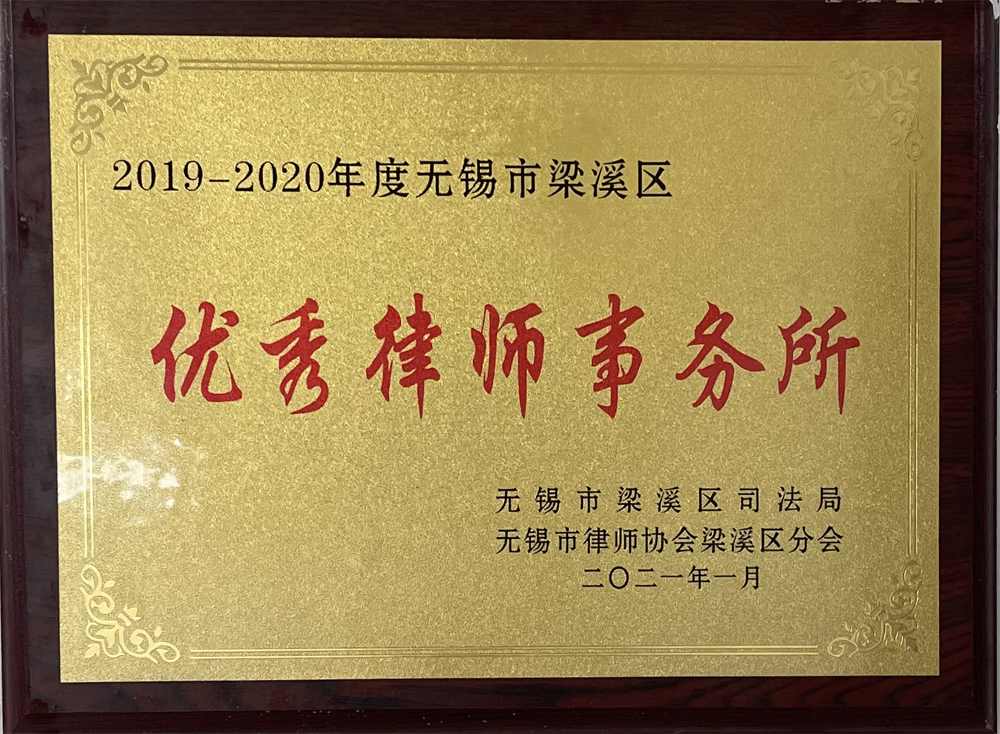 2019-2020年度无锡市梁溪区
优秀律师事务所
无锡市梁溪区司法局
无锡市律师协会梁溪区分会
二〇二一年一月